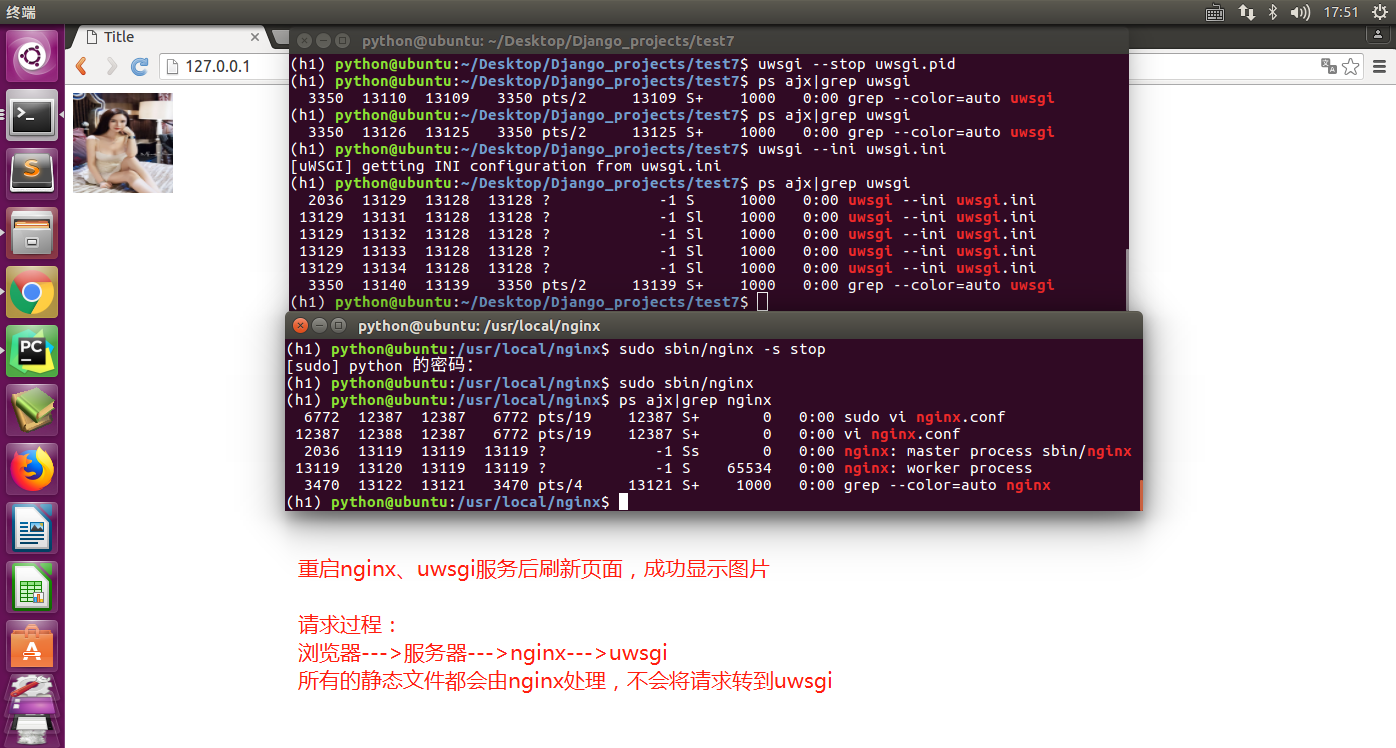 终端
17:51
Title
127.0.0.1
python@ubuntu: ~/Desktop/Django_projects/test7
(h1) python@ubuntu:~/Desktop/Django_projects/test7$ uwsgi --stop uwsgi.pid
(h1) python@ubuntu:~/Desktop/Django_projects/test7$ ps ajx|grep uwsgi
3350 13110 13109 3350 pts/2 13109 S+ 1000 0:00 grep --color=auto uwsgi
(h1) python@ubuntu:~/Desktop/Django_projects/test7$ ps ajx|grep uwsgi
3350 13126 13125 3350 pts/2 13125 S+ 1000 0:00 grep --color=auto uwsgi
(h1) python@ubuntu:~/Desktop/Django_projects/test7$ uwsgi --ini uwsgi.ini
[uWSGI] getting INI configuration from uwsgi.ini
(h1) python@ubuntu:~/Desktop/Django_projects/test7$ ps ajx|grep uwsgi
2036 13129 13128 13128 ? -1 S 1000 0:00 uwsgi --ini uwsgi.ini
13129 13131 13128 13128 ? -1 Sl 1000 0:00 uwsgi --ini uwsgi.ini
13129 13132 13128 13128 ? -1 Sl 1000 0:00 uwsgi --ini uwsgi.ini
13129 13133 13128 13128 ? -1 Sl 1000 0:00 uwsgi --ini uwsgi.ini
13129 13134 13128 13128 ? -1 Sl 1000 0:00 uwsgi --ini uwsgi.ini
3350 13140 13139 3350 pts/2 13139 S+ 1000 0:00 grep --color=auto uwsgi
(h1) python@ubuntu:~/Desktop/Django_projects/test7$
python@ubuntu: /usr/local/nginx
(h1) python@ubuntu:/usr/local/nginx$ sudo sbin/nginx -s stop
[sudo] python 的密码:
(h1) python@ubuntu:/usr/local/nginx$ sudo sbin/nginx
(h1) python@ubuntu:/usr/local/nginx$ ps ajx|grep nginx
6772 12387 12387 6772 pts/19 12387 S+ 0 0:00 sudo vi nginx.conf
12387 12388 12387 6772 pts/19 12387 S+ 0 0:00 vi nginx.conf
2036 13119 13119 13119 ? -1 Ss 0 0:00 nginx: master process sbin/nginx
13119 13120 13119 13119 ? -1 S 65534 0:00 nginx: worker process
3470 13122 13121 3470 pts/4 13121 S+ 1000 0:00 grep --color=auto nginx
(h1) python@ubuntu:/usr/local/nginx$
重启nginx、uwsgi服务后刷新页面，成功显示图片
请求过程：
浏览器--->服务器--->nginx--->uwsgi
所有的静态文件都会由nginx处理，不会将请求转到uwsgi